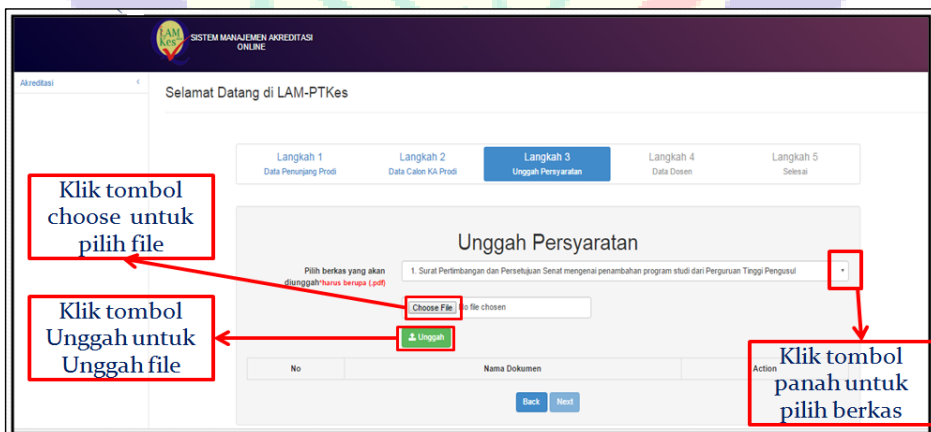 LAM
Kes
SISTEM MANAJEMEN AKREDITASI
ONLINE
Akreditasi
Selamat Datang di LAM-PTKes
Langkah 1
Data Penunjang Prodi
Langkah 2
Data Calon KA Prodi
Langkah 3
Unggah Persyaratan
Langkah 4
Data Dosen
Langkah 5
Selesai
Klik tombol
choose untuk
pilih file
Unggah Persyaratan
Pilih berkas yang akan
diunggah*harus berupa (.pdf)
1. Surat Pertimbangan dan Persetujuan Senat mengenai penambahan program studi dari Perguruan Tinggi Pengusul
Choose File No file chosen
Unggah
Klik tombol
Unggah untuk
Unggah file
No
Nama Dokumen
Action
Back
Next
Klik tombol
panah untuk
pilih berkas